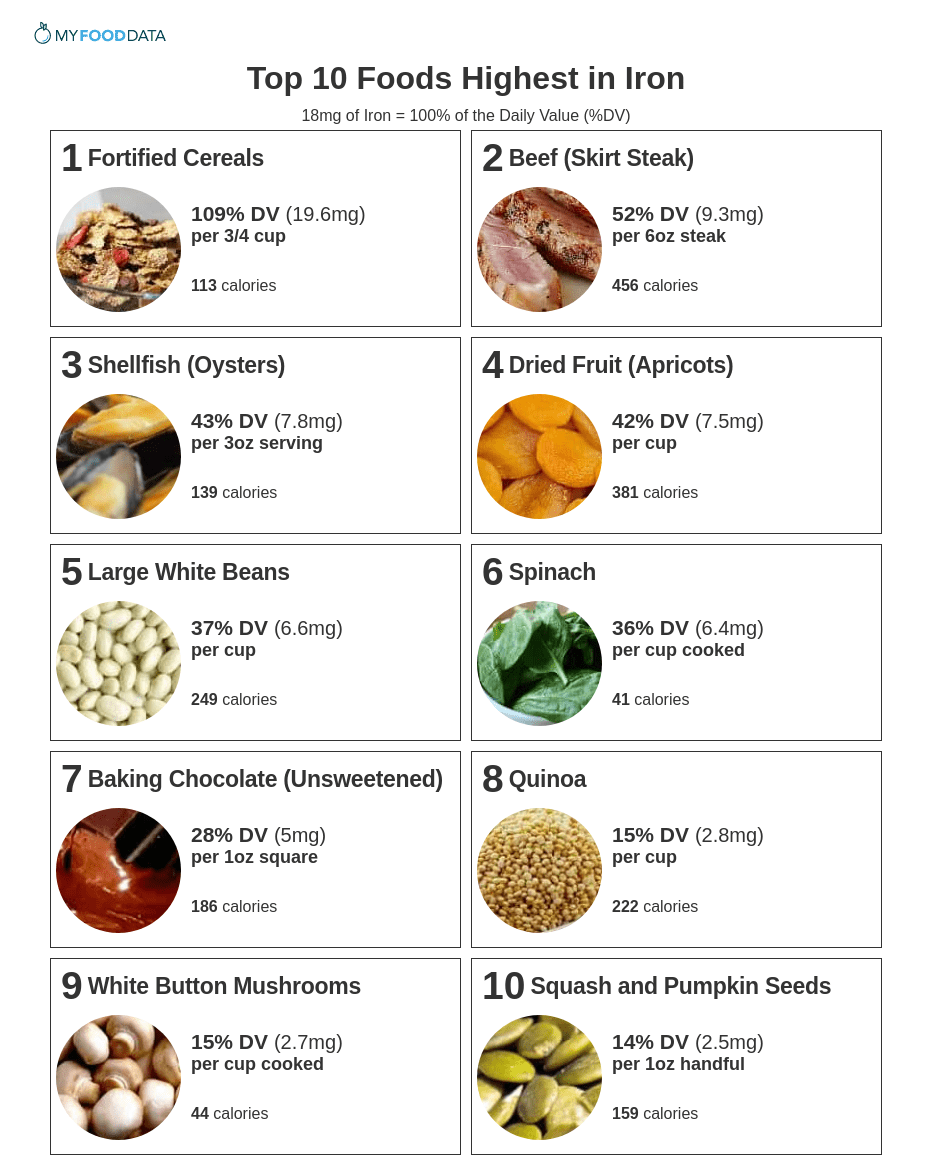 MYFOODDATA
Top 10 Foods Highest in Iron
18mg of Iron = 100% of the Daily Value (%DV)
1 Fortified Cereals
109% DV (19.6mg)
per 3/4 cup
113 calories
2 Beef (Skirt Steak)
52% DV (9.3mg)
per 6oz steak
456 calories
3 Shellfish (Oysters)
43% DV (7.8mg)
per 3oz serving
139 calories
4 Dried Fruit (Apricots)
42% DV (7.5mg)
per cup
381 calories
5 Large White Beans
37% DV (6.6mg)
per cup
249 calories
6 Spinach
36% DV (6.4mg)
per cup cooked
41 calories
7 Baking Chocolate (Unsweetened)
28% DV (5mg)
per 1oz square
186 calories
8 Quinoa
15% DV (2.8mg)
per cup
222 calories
9 White Button Mushrooms
15% DV (2.7mg)
per cup cooked
44 calories
10 Squash and Pumpkin Seeds
14% DV (2.5mg)
per 1oz handful
159 calories